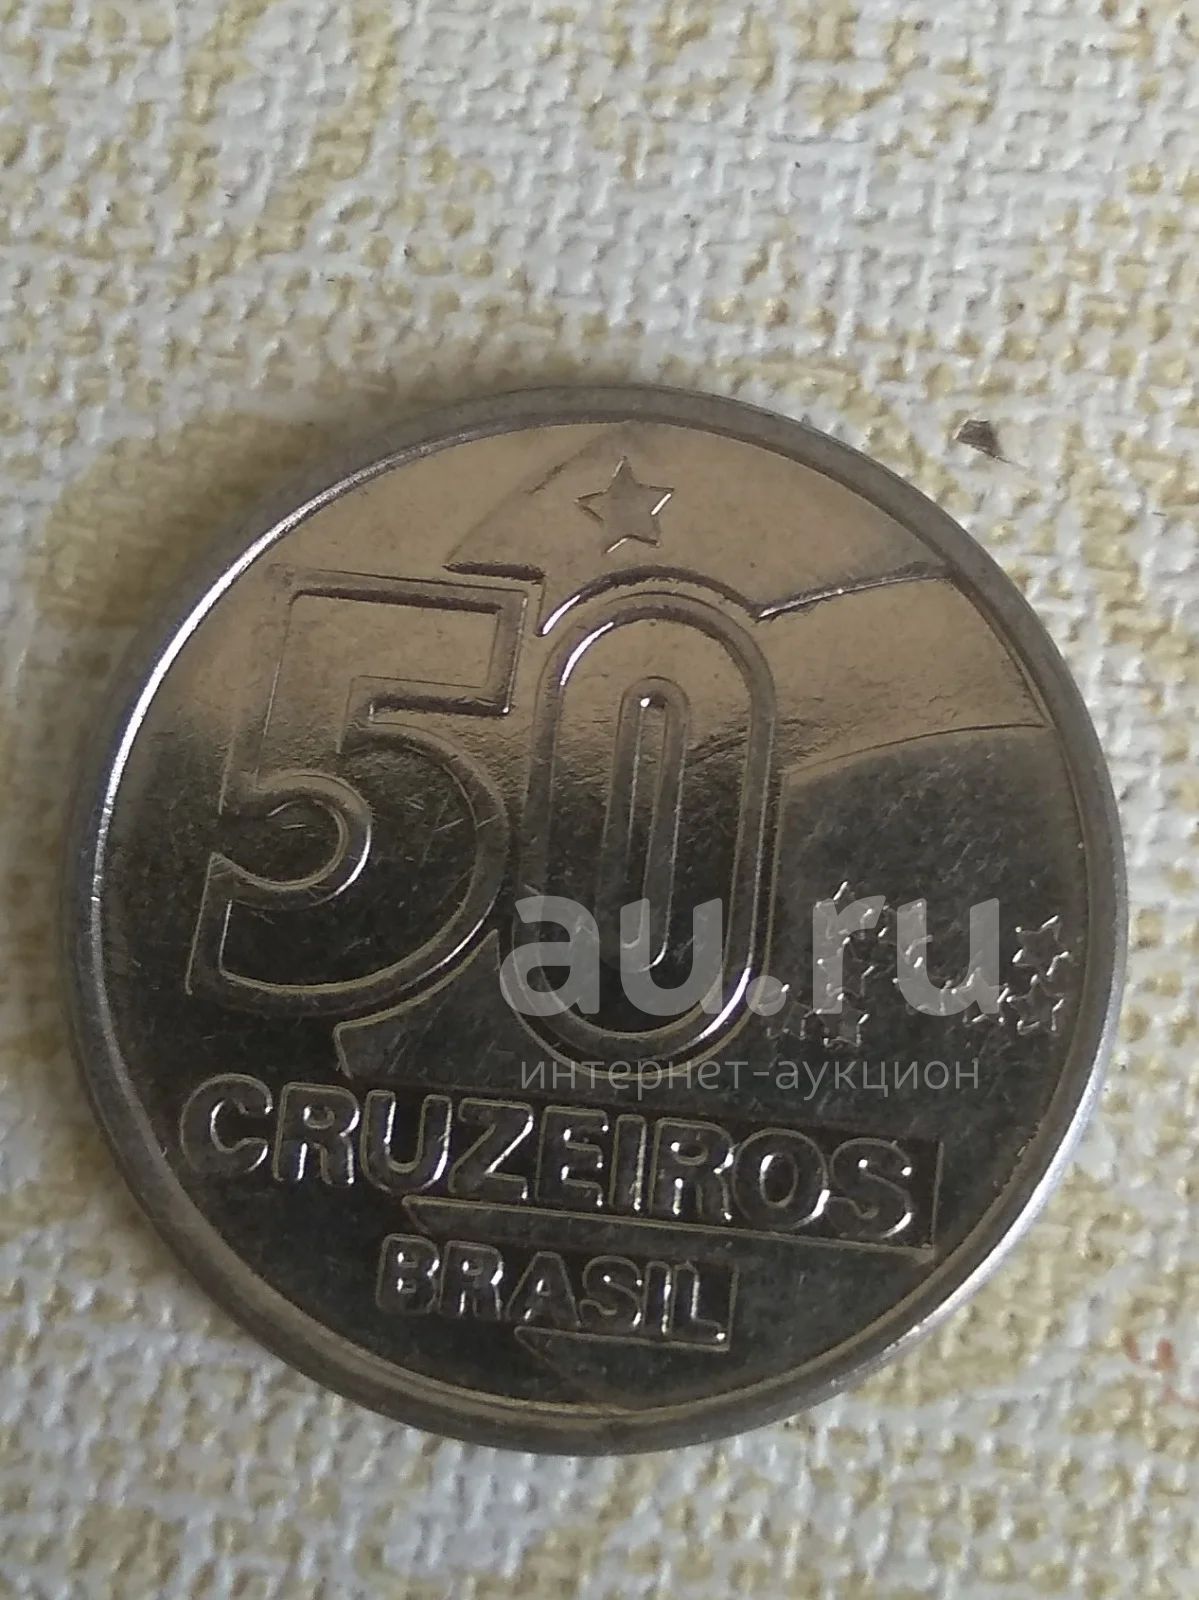 50
au.ru
интернет-аукцион
CRUZEIROS
BRASIL